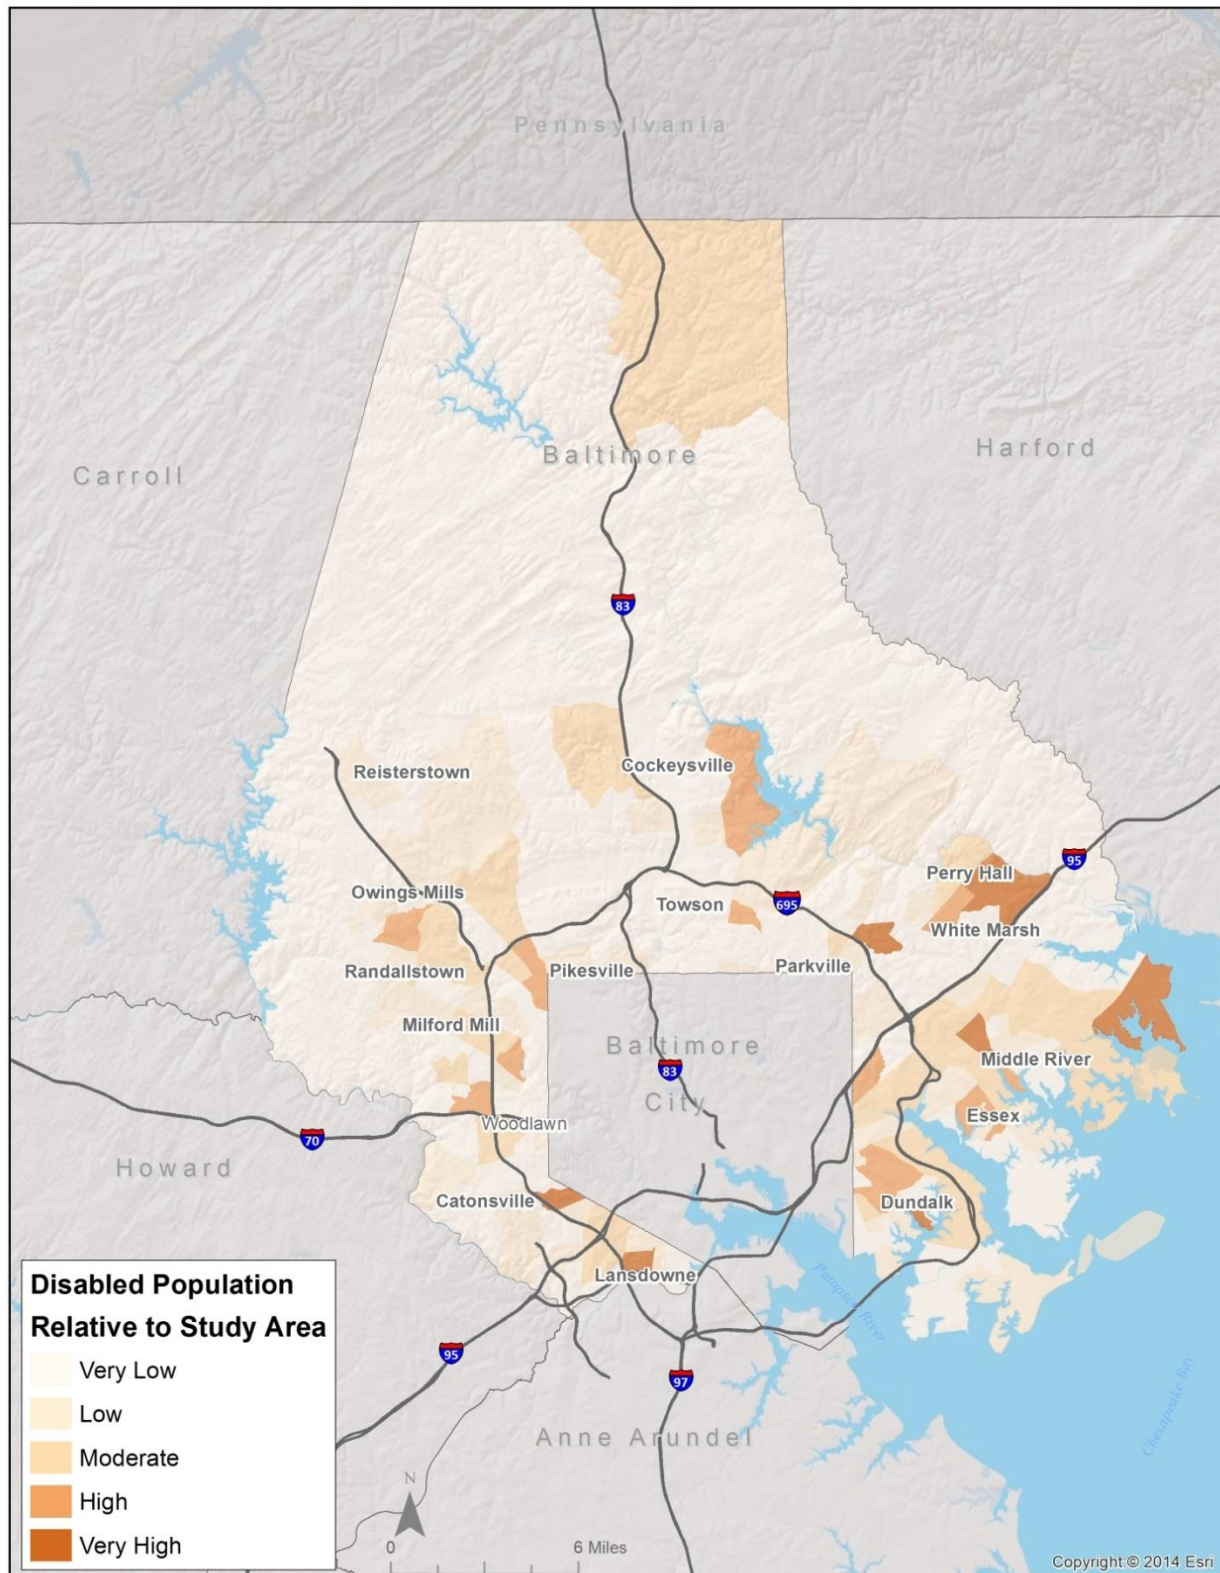 Pennsylvania
Baltimore
Harford
Carroll
83
Cockeysville
Reisterstown
95
Perry Hall
Owings Mills
695
Towson
White Marsh
Parkville
Pikesville
Randallstown
Milford Mill
Baltimore
City
Middle River
83
Essex
Woodlawn
70
Howard
Catonsville
Dundalk
Lansdowne
Patapsco River
95
97
Anne Arundel
Chesapeake Bay
Disabled Population
Relative to Study Area
Very Low
Low
Moderate
High
Very High
N
0 6 Miles
Copyright:© 2014 Esri